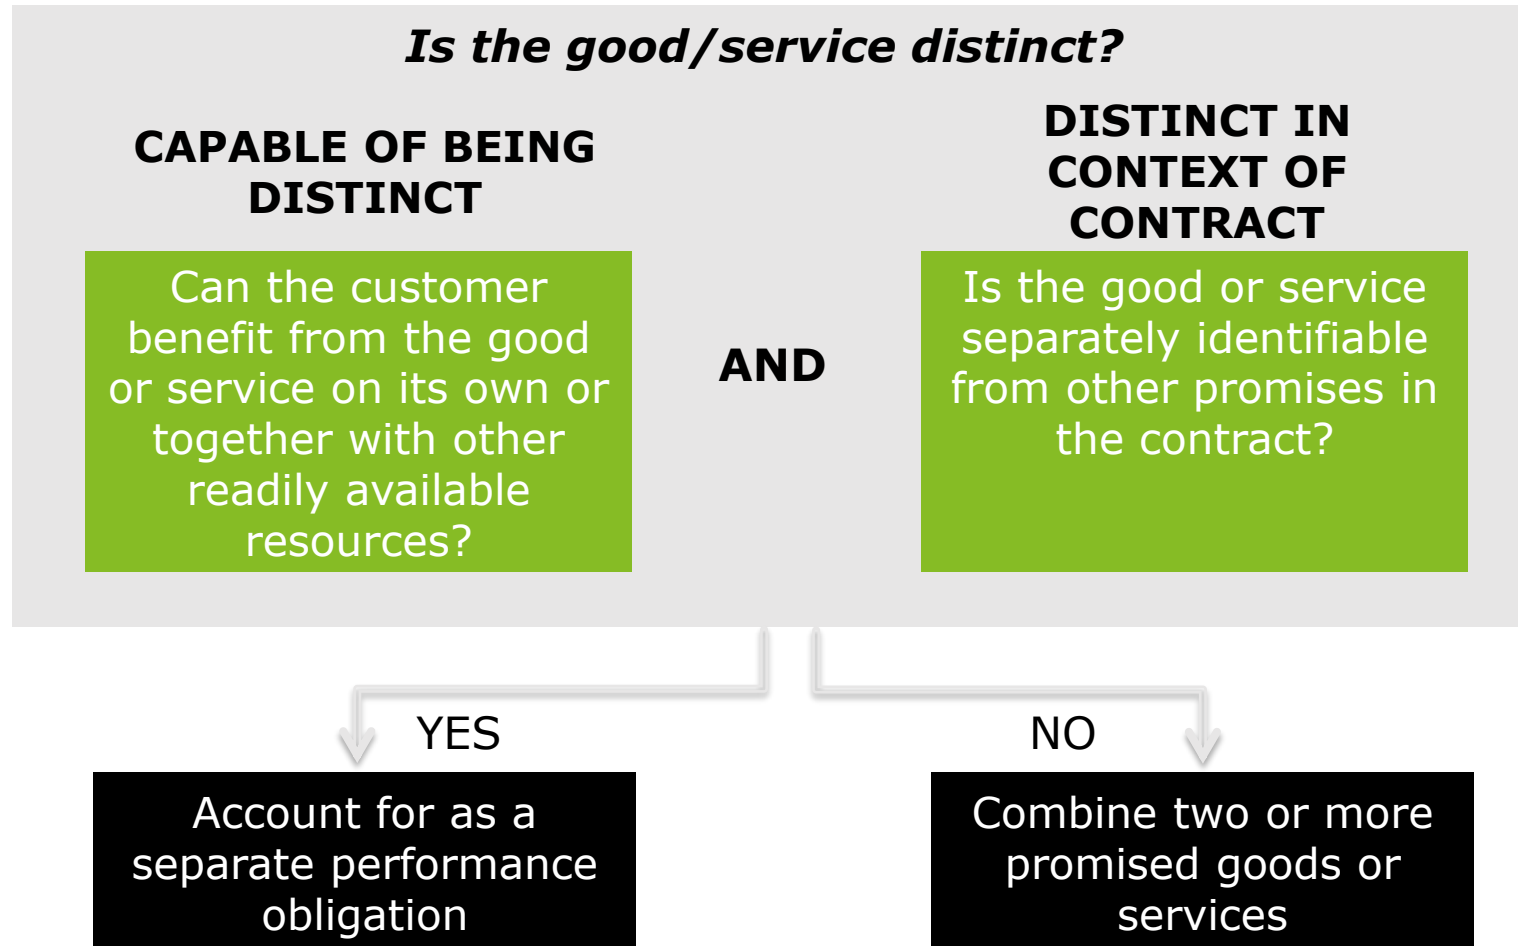 Is the good/service distinct?
CAPABLE OF BEING
DISTINCT
Can the customer
benefit from the good
or service on its own or
together with other
readily available
resources?
AND
DISTINCT IN
CONTEXT OF
CONTRACT
Is the good or service
separately identifiable
from other promises in
the contract?
YES
Account for as a
separate performance
obligation
NO
Combine two or more
promised goods or
services